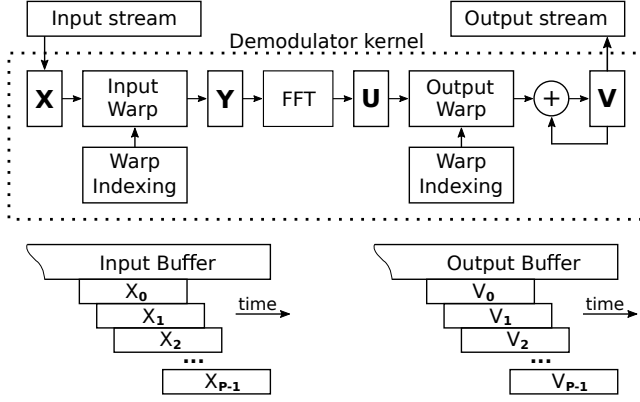 Input stream
Output stream
Demodulator kernel
X
Input
Warp
Y
FFT
U
Output
Warp
+
V
Warp
Indexing
Warp
Indexing
Input Buffer
Output Buffer
X0
V0
time
time
X1
V1
X2
V2
...
...
XP-1
VP-1